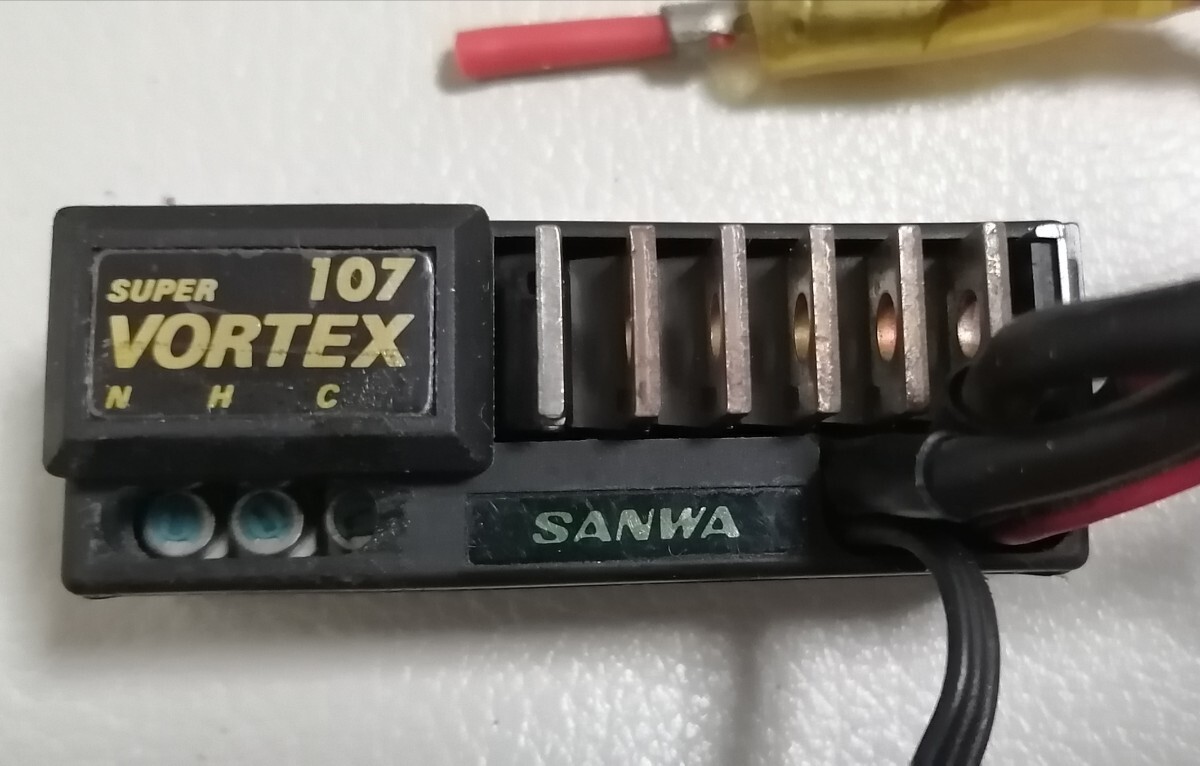 SUPER 107
VORTEX
N H C
SANWA